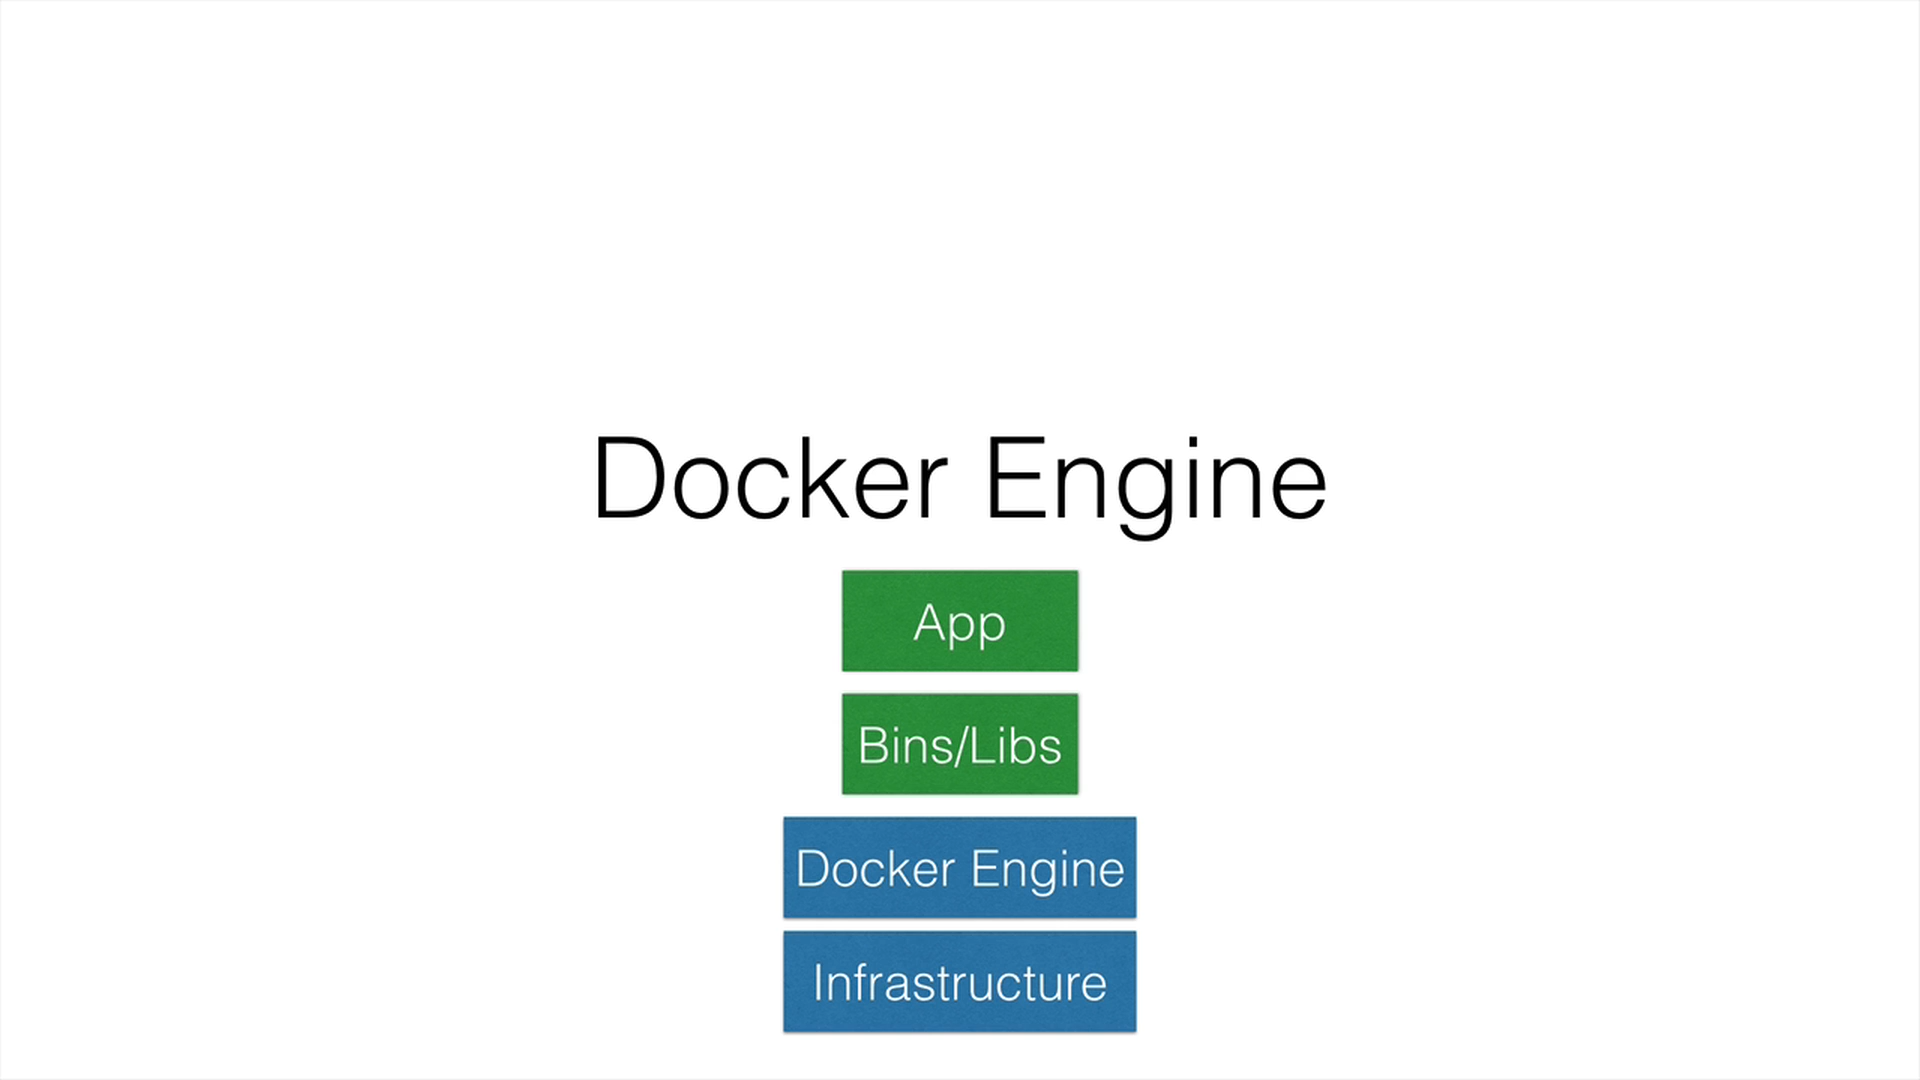 Docker Engine
App
Bins/Libs
Docker Engine
Infrastructure